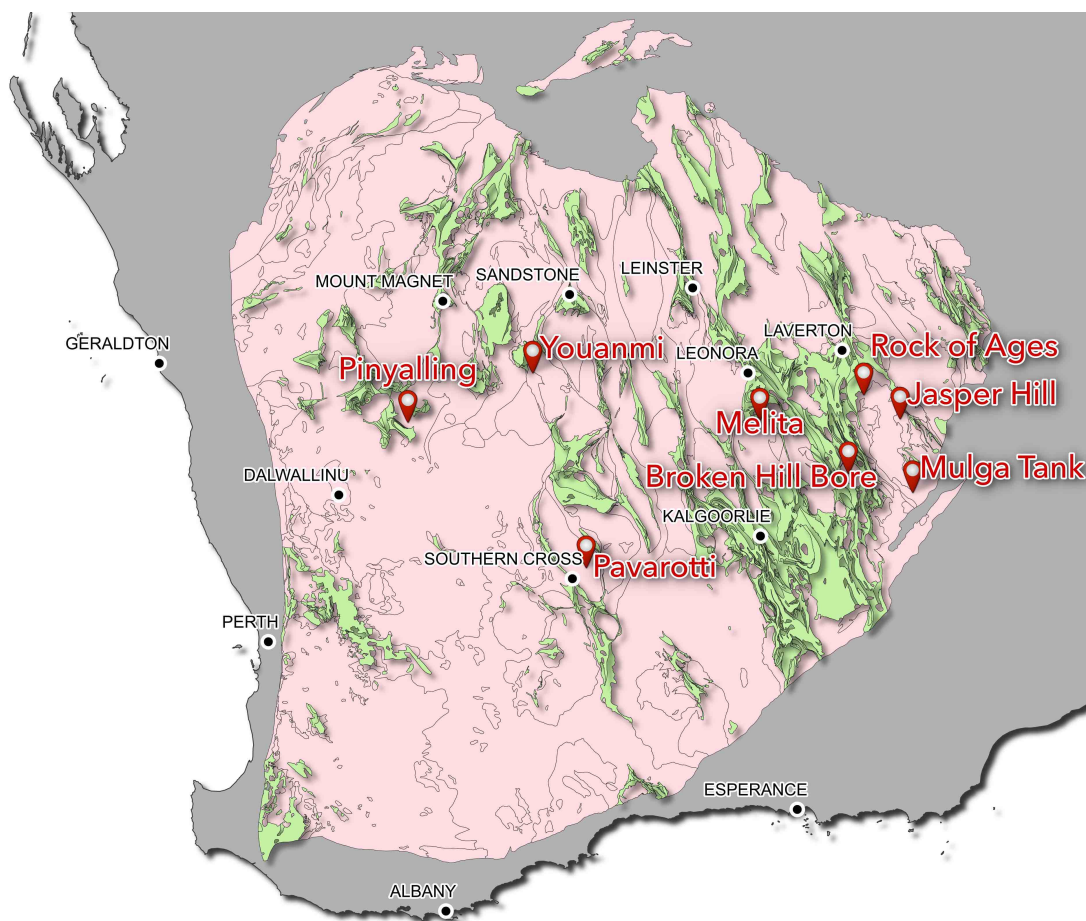 LEINSTER
SANDSTONE
MOUNT MAGNET
LAVERTON
GERALDTON
Youanmi
Rock of Ages
LEONORA
Pinyalling
Jasper Hill
Melita
Mulga Tank
Broken Hill Bore
DALWALLINU
KALGOORLIE
SOUTHERN CROSS
Pavarotti
PERTH
ESPERANCE
ALBANY